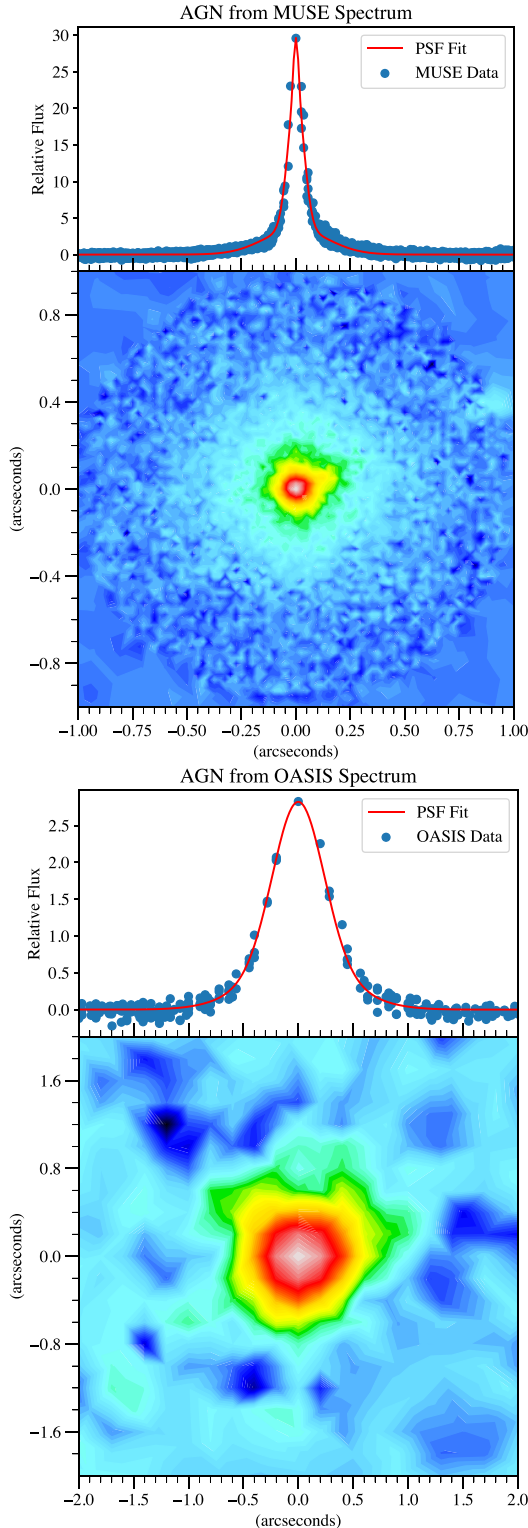 AGN from MUSE Spectrum
30
25
20
15
10
5
0
Relative Flux
PSF Fit
MUSE Data
0.8
0.4
0.0
−0.4
−0.8
(arcseconds)
−1.00 −0.75 −0.50 −0.25 0.00 0.25 0.50 0.75 1.00
(arcseconds)
AGN from OASIS Spectrum
2.5
2.0
1.5
1.0
0.5
0.0
Relative Flux
PSF Fit
OASIS Data
1.6
0.8
0.0
−0.8
−1.6
(arcseconds)
−2.0 −1.5 −1.0 −0.5 0.0 0.5 1.0 1.5 2.0
(arcseconds)